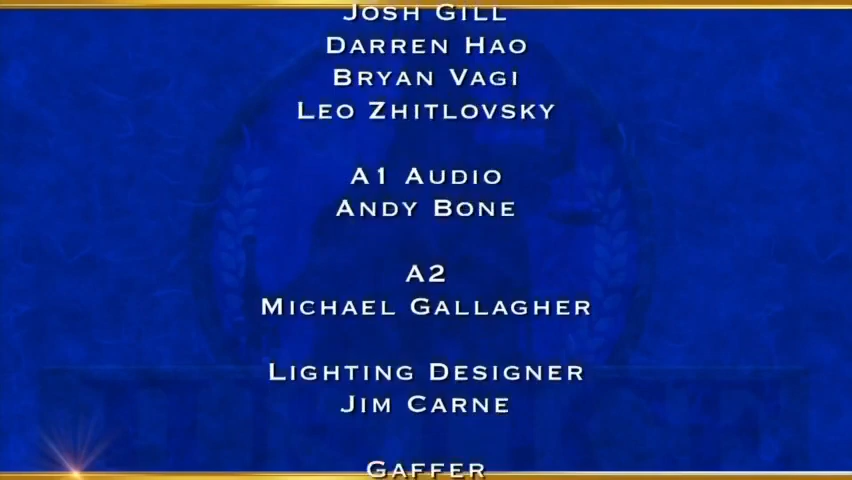 Josh Gill
Darren Hao
Bryan Vagi
Leo Zhitlovsky
A1 Audio
Andy Bone
A2
Michael Gallagher
Lighting Designer
Jim Carne
Gaffer